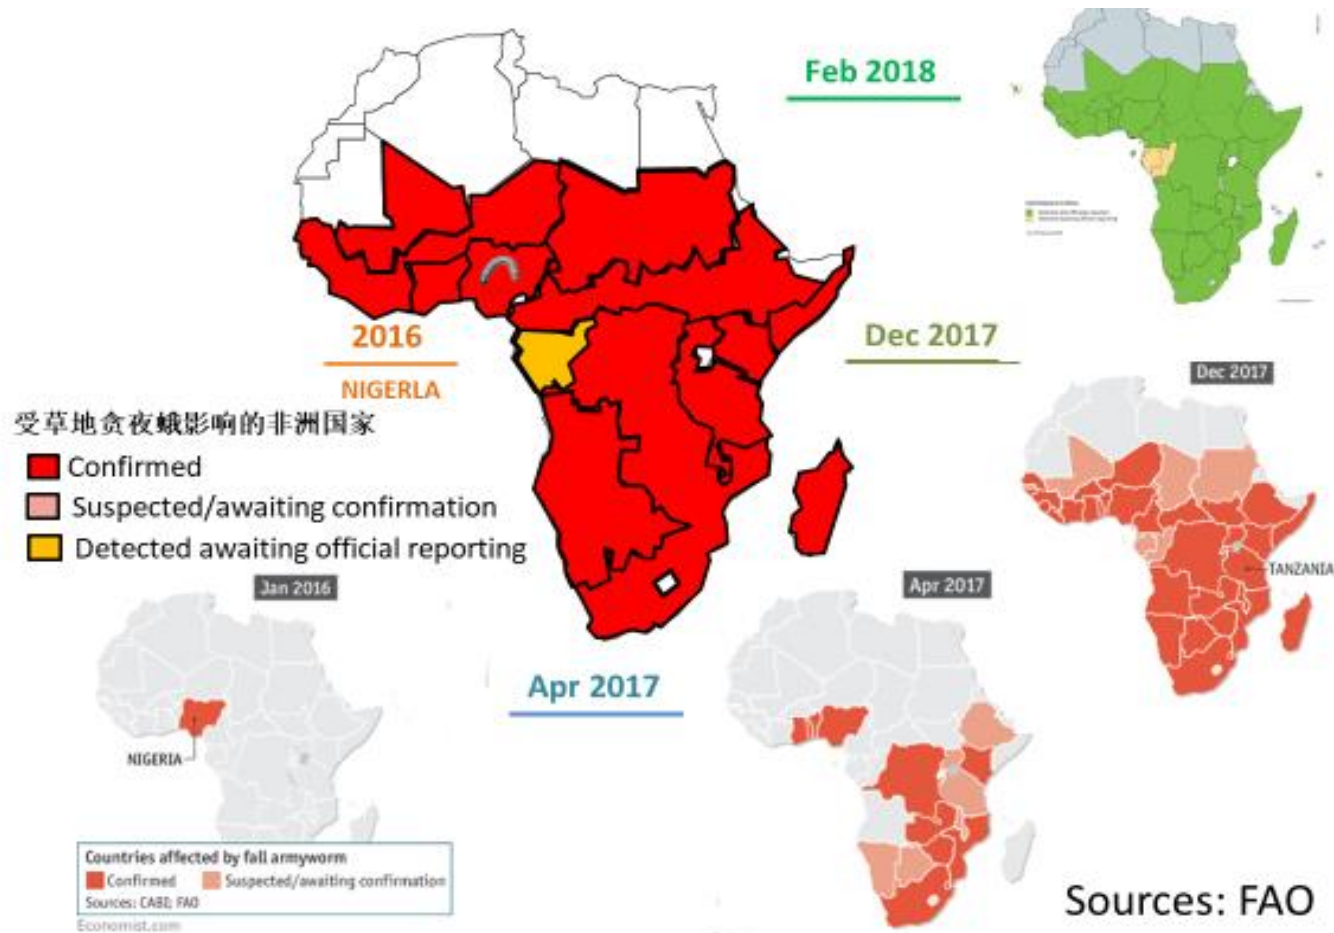 Feb 2018
2016
NIGERLA
Dec 2017
受草地贪夜蛾影响的非洲国家
Confirmed
Suspected/awaiting confirmation
Detected awaiting official reporting
Dec 2017
TANZANIA
Jan 2016
NIGERIA
Apr 2017
Apr 2017
Countries affected by fall armyworm
Confirmed
Suspected/awaiting confirmation
Sources: CABI; FAO
Economist.com
Sources: FAO